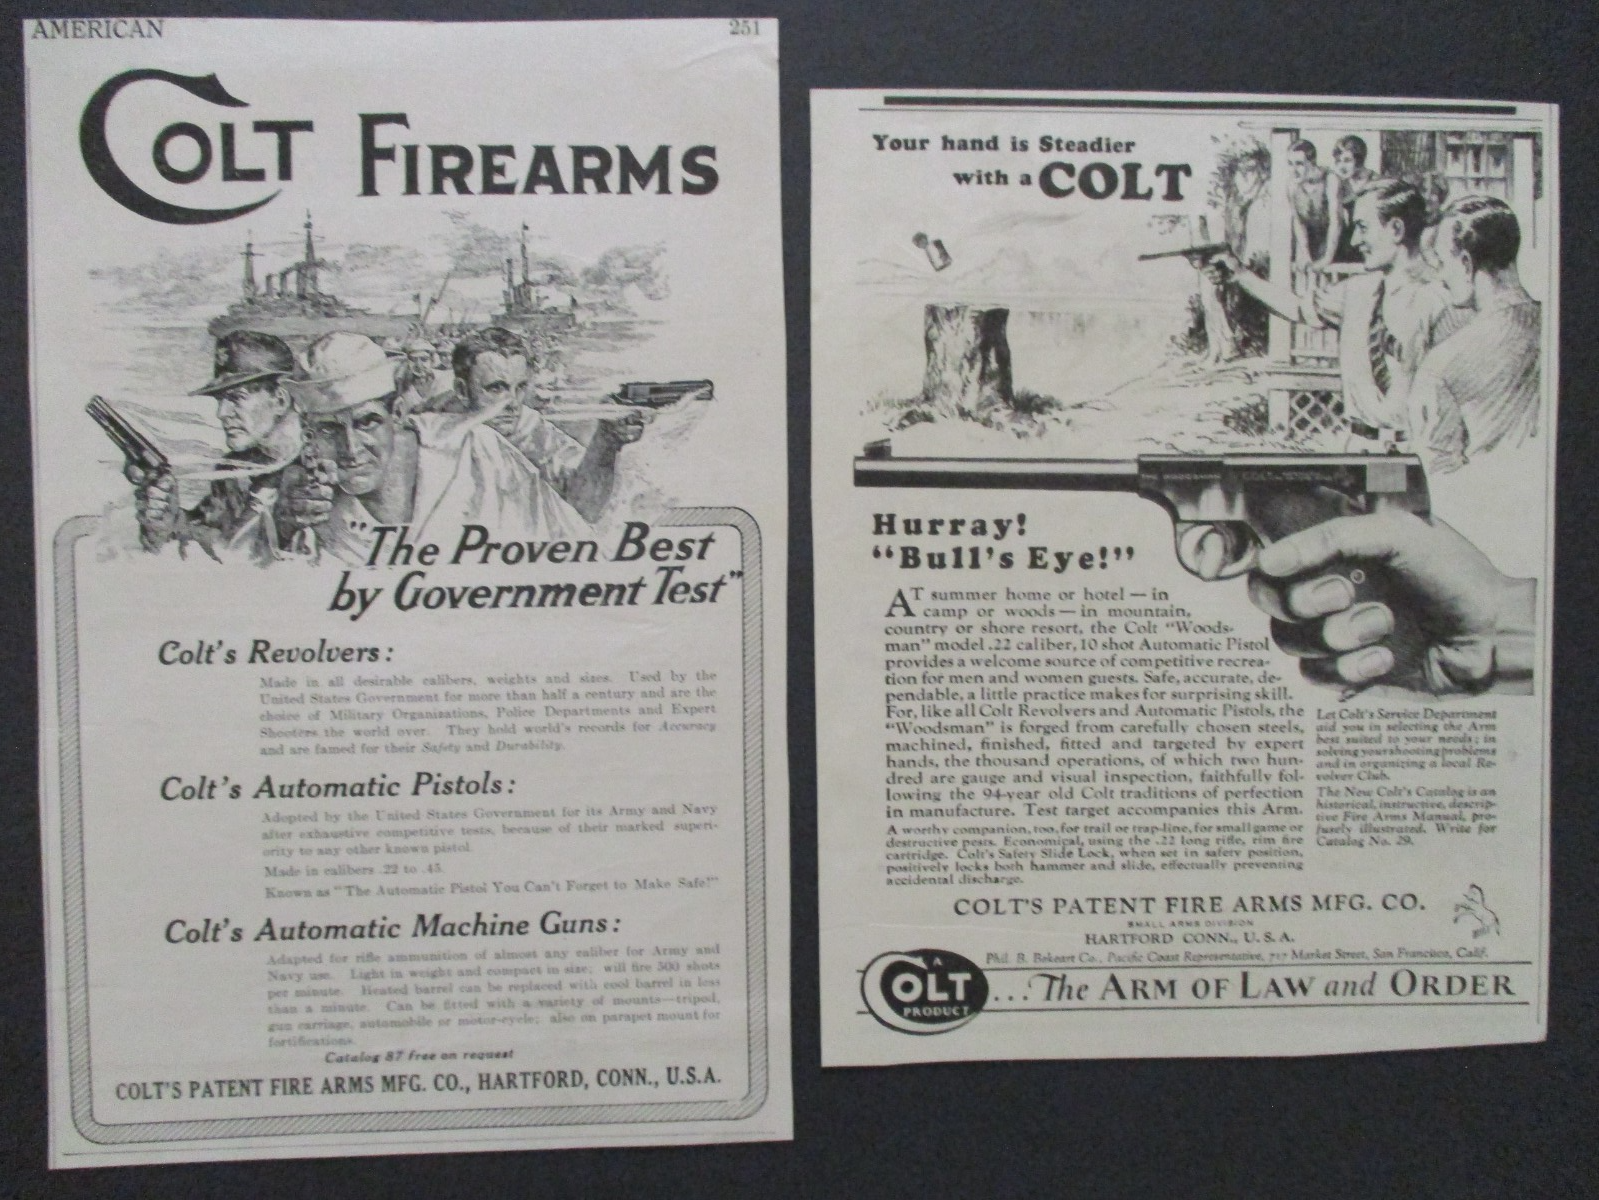 AMERICAN 251
COLT FIREARMS
"The Proven Best
by Government Test"
Colt's Revolvers:
Made in all desirable calibers, weights and sizes. Used by the
United States Government for more than half a century and are the
choice of Military Organizations, Police Departments and Expert
Shooters the world over. They hold world's records for Accuracy
and are famed for their Safety and Durability.
Colt's Automatic Pistols:
Adopted by the United States Government for its Army and Navy
after exhaustive competitive tests, because of their marked superi-
ority to any other known pistol.
Made in calibers .22 to .45.
Known as "The Automatic Pistol You Can't Forget to Make Safe!"
Colt's Automatic Machine Guns:
Adapted for rifle ammunition of almost any caliber for Army and
Navy use. Light in weight and compact in size; will fire 500 shots
per minute. Heated barrel can be replaced with cool barrel in less
than a minute. Can be fitted with a variety of mounts—tripod,
gun carriage, automobile or motor-cycle; also on parapet mount for
fortifications.
Catalog 87 free on request
COLT'S PATENT FIRE ARMS MFG. CO., HARTFORD, CONN., U.S.A.
Your hand is Steadier
with a COLT
Hurray!
"Bull's Eye!"
AT summer home or hotel—in
camp or woods—in mountain,
country or shore resort, the Colt "Woods-
man" model .22 caliber, 10 shot Automatic Pistol
provides a welcome source of competitive recrea-
tion for men and women guests. Safe, accurate, de-
pendable, a little practice makes for surprising skill.
For, like all Colt Revolvers and Automatic Pistols, the
"Woodsman" is forged from carefully chosen steels,
machined, finished, fitted and targeted by expert
hands, the thousand operations, of which two hun-
dred are gauge and visual inspection, faithfully fol-
lowing the 94-year old Colt traditions of perfection
in manufacture. Test target accompanies this Arm.
A worthy companion, too, for trail or trap-line, for small game or
destructive pests. Economical, using the .22 long rifle, rim fire
cartridge. Colt's Safety Slide Lock, when set in safety position,
positively locks both hammer and slide, effectually preventing
accidental discharge.
Let Colt's Service Department
aid you in selecting the Arm
best suited to your needs; in
solving your shooting problems
and in organizing a local Re-
volver Club.
The New Colt's Catalog is an
historical, instructive, descrip-
tive Fire Arms Manual, pro-
fusely illustrated. Write for
Catalog No. 29.
COLT'S PATENT FIRE ARMS MFG. CO.
SMALL ARMS DIVISION
HARTFORD CONN., U. S. A.
Phil. B. Bekeart Co., Pacific Coast Representative, 717 Market Street, San Francisco, Calif.
A
COLT
PRODUCT
...The ARM OF LAW and ORDER